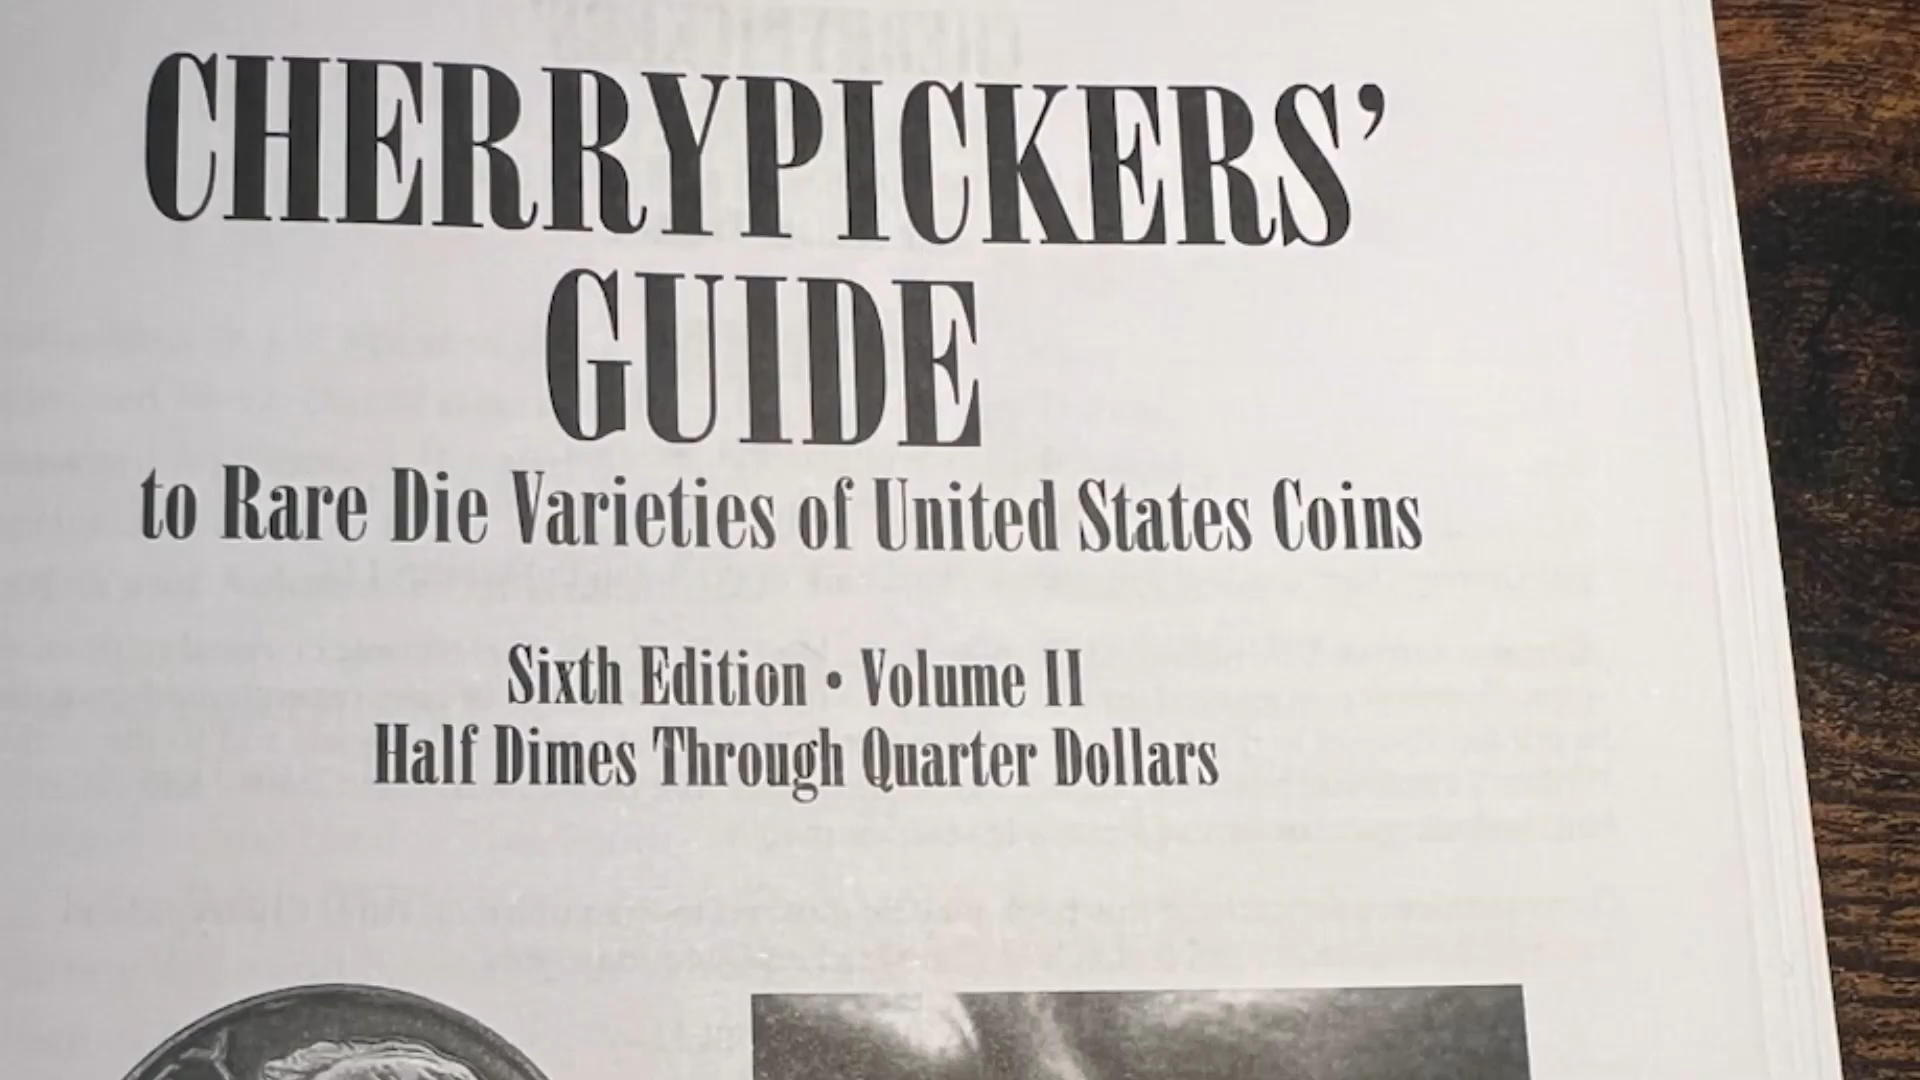 CHERRYPICKERS’
GUIDE
to Rare Die Varieties of United States Coins
Sixth Edition • Volume II
Half Dimes Through Quarter Dollars